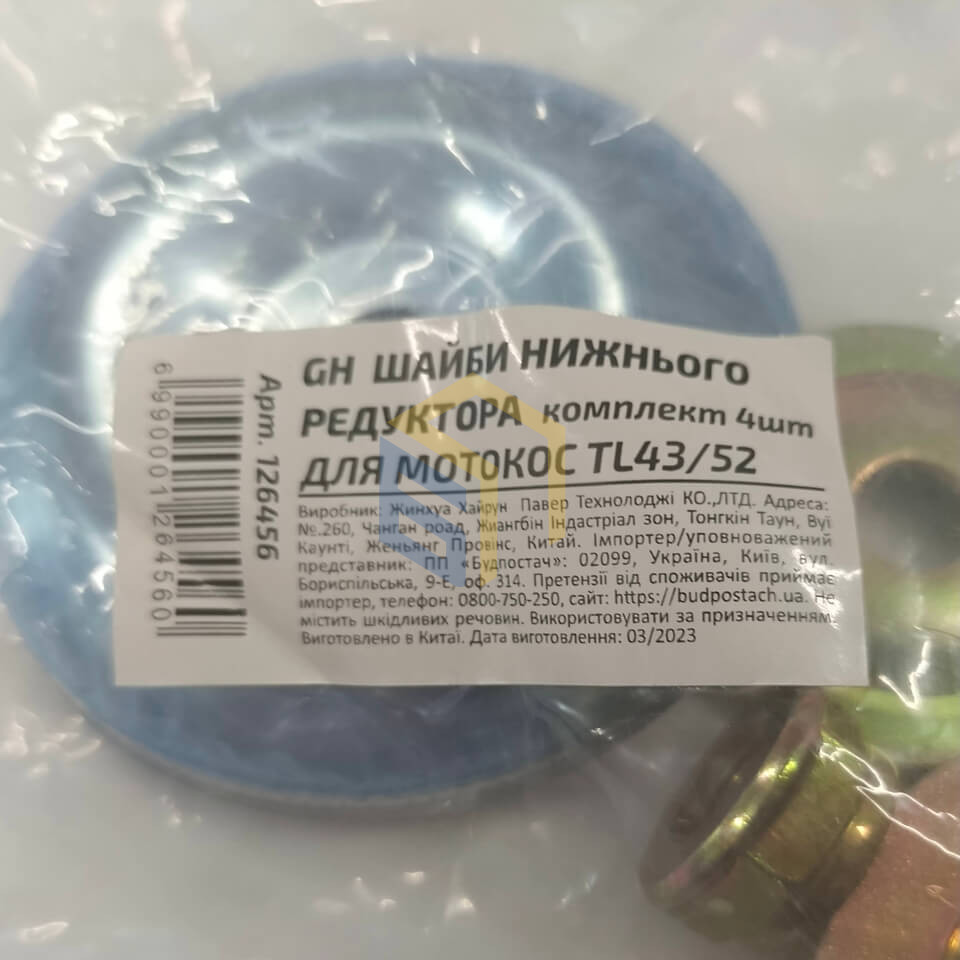 GH ШАЙБИ НИЖНЬОГО
РЕДУКТОРА комплект 4шт
ДЛЯ МОТОКОС TL43/52
Виробник: Жинхуа Хайрун Павер Технолоджі КО.,ЛТД. Адреса:
№.260, Чанган роад, Жиангбін Індастріал зон, Тонгкін Таун, Вуї
Каунті, Женьянг Провінс, Китай. Імпортер/уповноважений
представник: ПП «Будпостач»: 02099, Україна, Київ, вул.
Бориспільська, 9-Е, оф. 314. Претензії від споживачів приймає
імпортер, телефон: 0800-750-250, сайт: https://budpostach.ua. Не
містить шкідливих речовин. Використовувати за призначенням.
Виготовлено в Китаї. Дата виготовлення: 03/2023
Арт. 126456
6990001264560